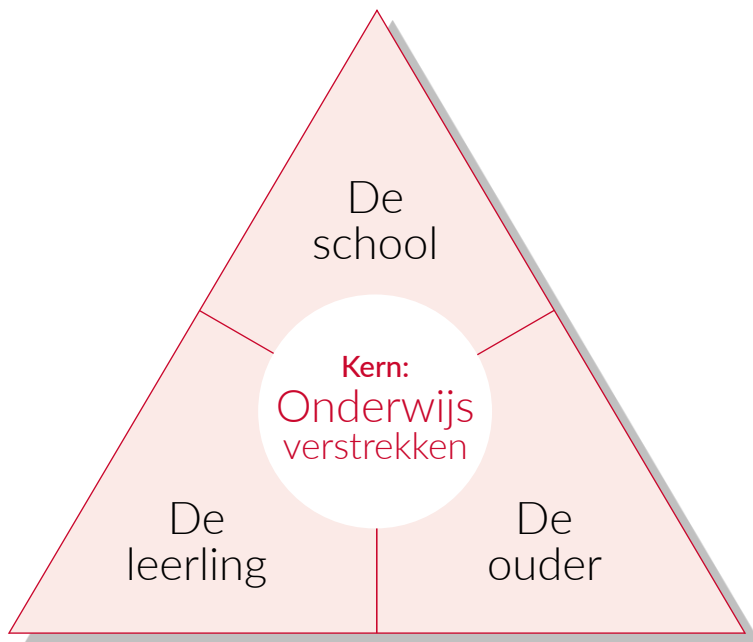 De
school
Kern:
Onderwijs
verstrekken
De
leerling
De
ouder